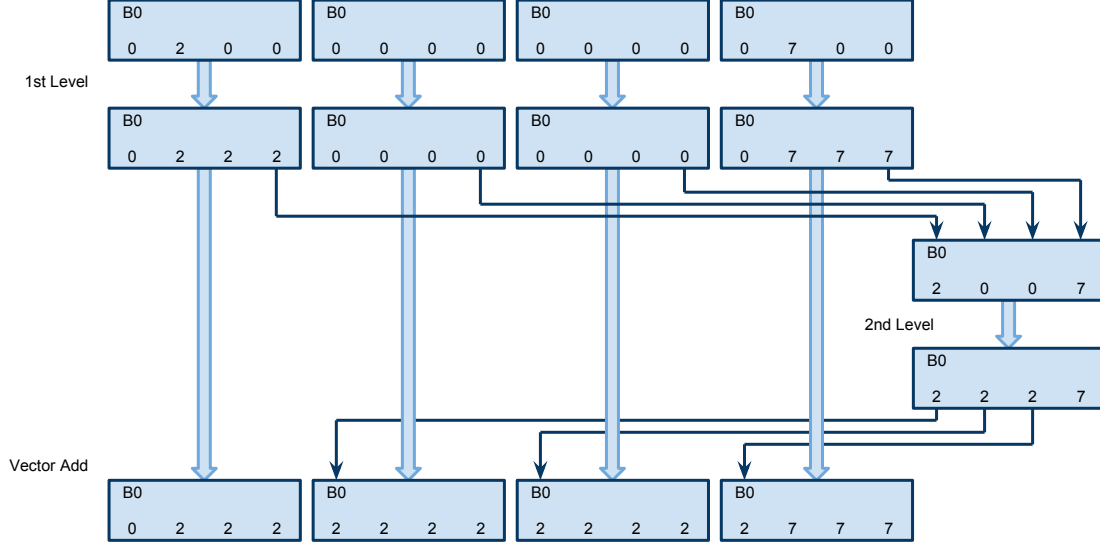 B0 B0 B0 B0
0 2 0 0 0 0 0 0 0 0 0 0 0 7 0 0
1st Level
B0 B0 B0 B0
0 2 2 2 0 0 0 0 0 0 0 0 0 7 7 7
B0
2 0 0 7
2nd Level
B0
2 2 2 7
Vector Add
B0 B0 B0 B0
0 2 2 2 2 2 2 2 2 2 2 2 2 7 7 7